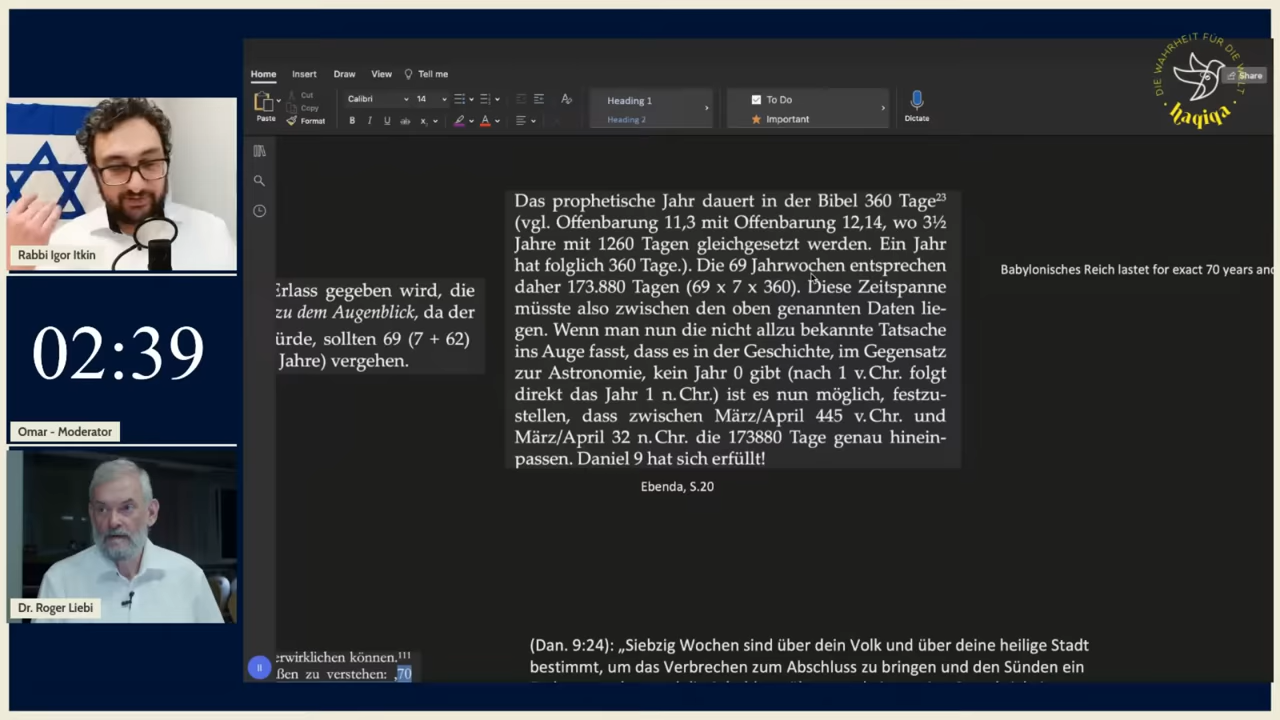 Home Insert Draw View Tell me
Share
DIE WAHRHEIT FÜR DIE WELT
haqiqa
Paste
Cut
Copy
Format
Calibri 14
B I U ab x
A
Heading 1
Heading 2
To Do
Important
Dictate
Rabbi Igor Itkin
02:39
Omar - Moderator
Dr. Roger Liebi
Erlass gegeben wird, die
zu dem Augenblick, da der
ürde, sollten 69 (7 + 62)
Jahre) vergehen.
Das prophetische Jahr dauert in der Bibel 360 Tage²³
(vgl. Offenbarung 11,3 mit Offenbarung 12,14, wo 3½
Jahre mit 1260 Tagen gleichgesetzt werden. Ein Jahr
hat folglich 360 Tage.). Die 69 Jahrwochen entsprechen
daher 173.880 Tagen (69 x 7 x 360). Diese Zeitspanne
müsste also zwischen den oben genannten Daten lie-
gen. Wenn man nun die nicht allzu bekannte Tatsache
ins Auge fasst, dass es in der Geschichte, im Gegensatz
zur Astronomie, kein Jahr 0 gibt (nach 1 v. Chr. folgt
direkt das Jahr 1 n. Chr.) ist es nun möglich, festzu-
stellen, dass zwischen März/April 445 v. Chr. und
März/April 32 n. Chr. die 173880 Tage genau hinein-
passen. Daniel 9 hat sich erfüllt!
Ebenda, S.20
Babylonisches Reich lastet for exact 70 years and
erwirklichen können.¹¹¹
ßen zu verstehen: ‚70
(Dan. 9:24): „Siebzig Wochen sind über dein Volk und über deine heilige Stadt
bestimmt, um das Verbrechen zum Abschluss zu bringen und den Sünden ein